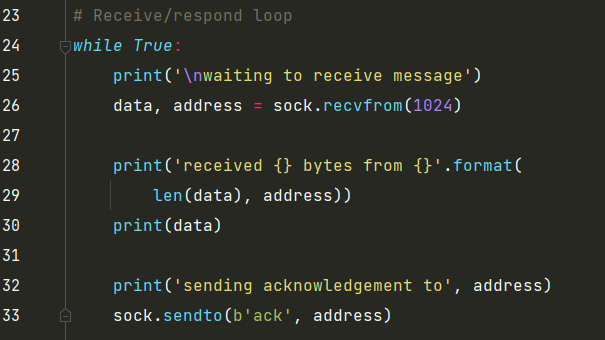 23 # Receive/respond loop
24 while True:
25 print('\nwaiting to receive message')
26 data, address = sock.recvfrom(1024)
27
28 print('received {} bytes from {}'.format(
29 len(data), address))
30 print(data)
31
32 print('sending acknowledgement to', address)
33 sock.sendto(b'ack', address)